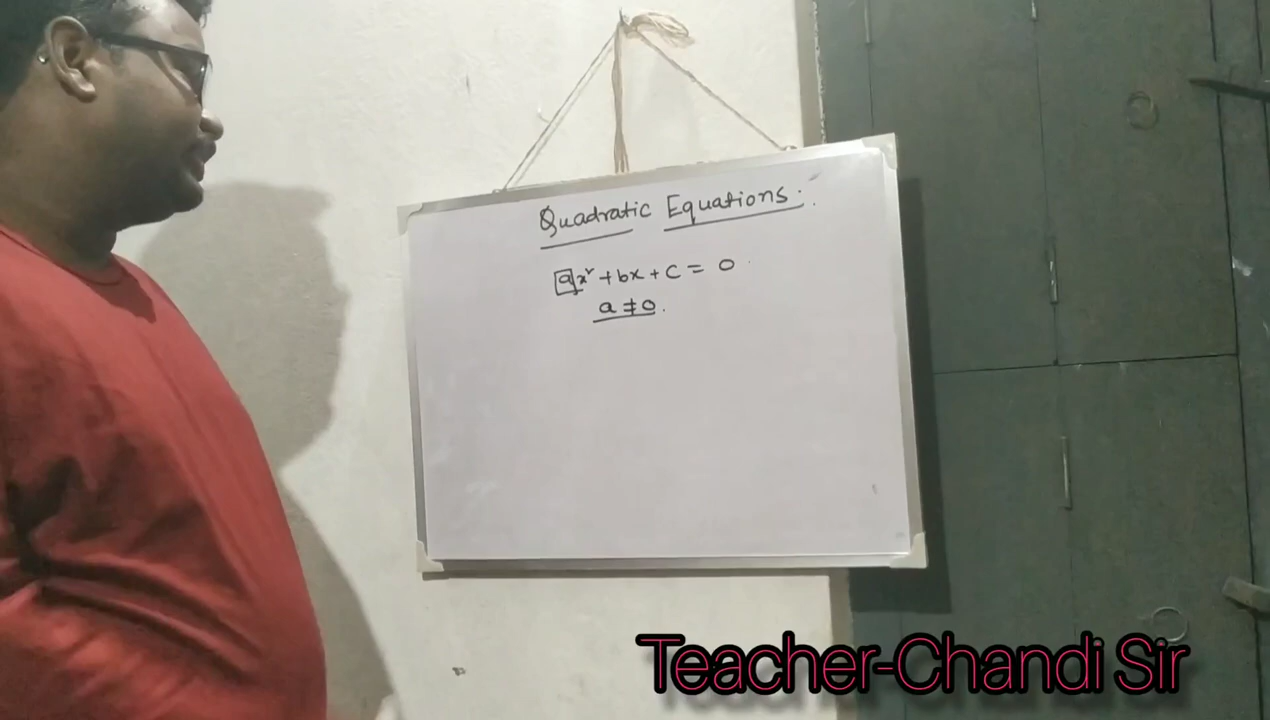 Quadratic Equations :
ax² + bx + c = 0
a ≠ 0.
Teacher-Chandi Sir